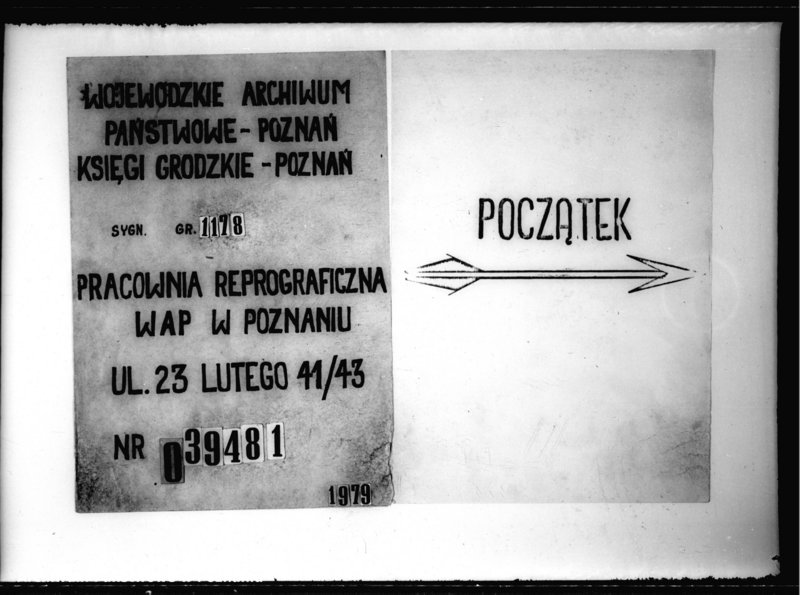 WOJEWÓDZKIE ARCHIWUM
PAŃSTWOWE - POZNAŃ
KSIĘGI GRODZKIE - POZNAŃ
SYGN. GR. 1178
PRACOWNIA REPROGRAFICZNA
WAP W POZNANIU
UL. 23 LUTEGO 41/43
NR 039481
1979
POCZĄTEK